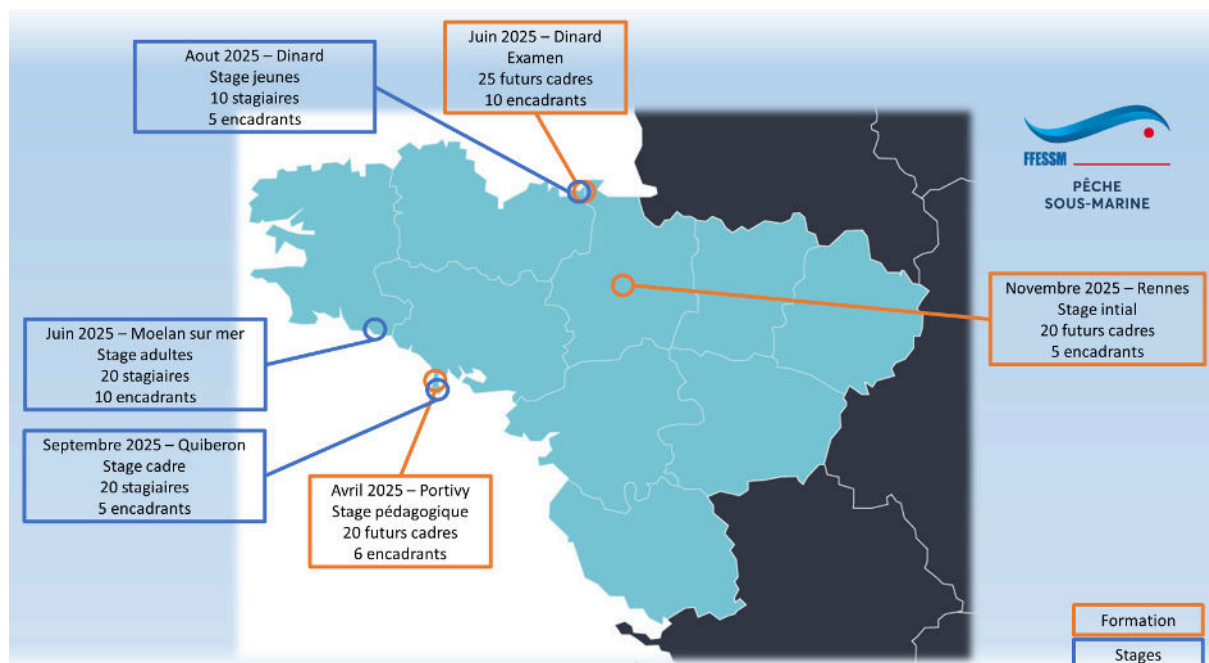 Aout 2025 – Dinard
Stage jeunes
10 stagiaires
5 encadrants
Juin 2025 – Dinard
Examen
25 futurs cadres
10 encadrants
FFESSM
PÊCHE
SOUS-MARINE
Novembre 2025 – Rennes
Stage intial
20 futurs cadres
5 encadrants
Juin 2025 – Moelan sur mer
Stage adultes
20 stagiaires
10 encadrants
Septembre 2025 – Quiberon
Stage cadre
20 stagiaires
5 encadrants
Avril 2025 – Portivy
Stage pédagogique
20 futurs cadres
6 encadrants
Formation
Stages